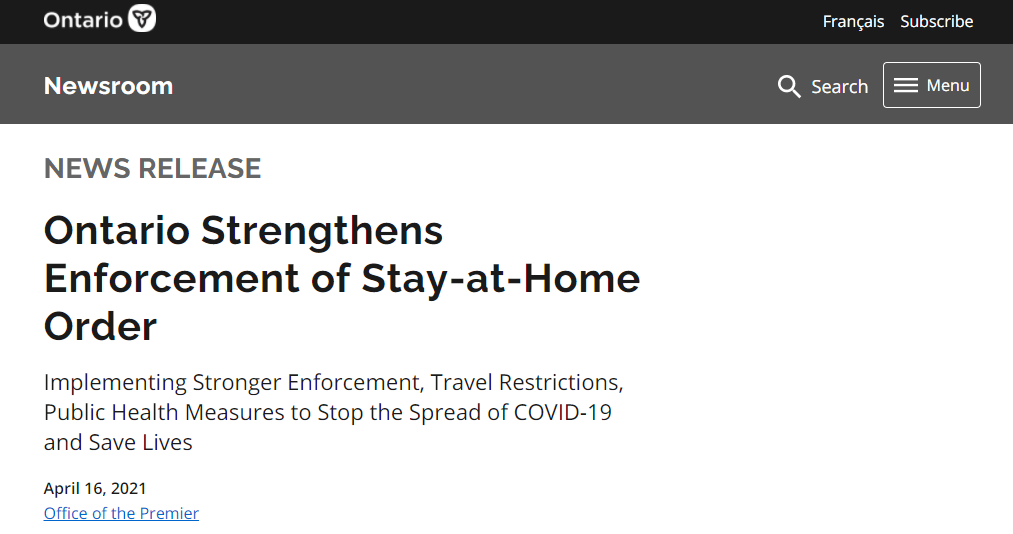 Ontario
Français Subscribe
Newsroom
Search Menu
NEWS RELEASE
Ontario Strengthens
Enforcement of Stay-at-Home
Order
Implementing Stronger Enforcement, Travel Restrictions,
Public Health Measures to Stop the Spread of COVID-19
and Save Lives
April 16, 2021
Office of the Premier